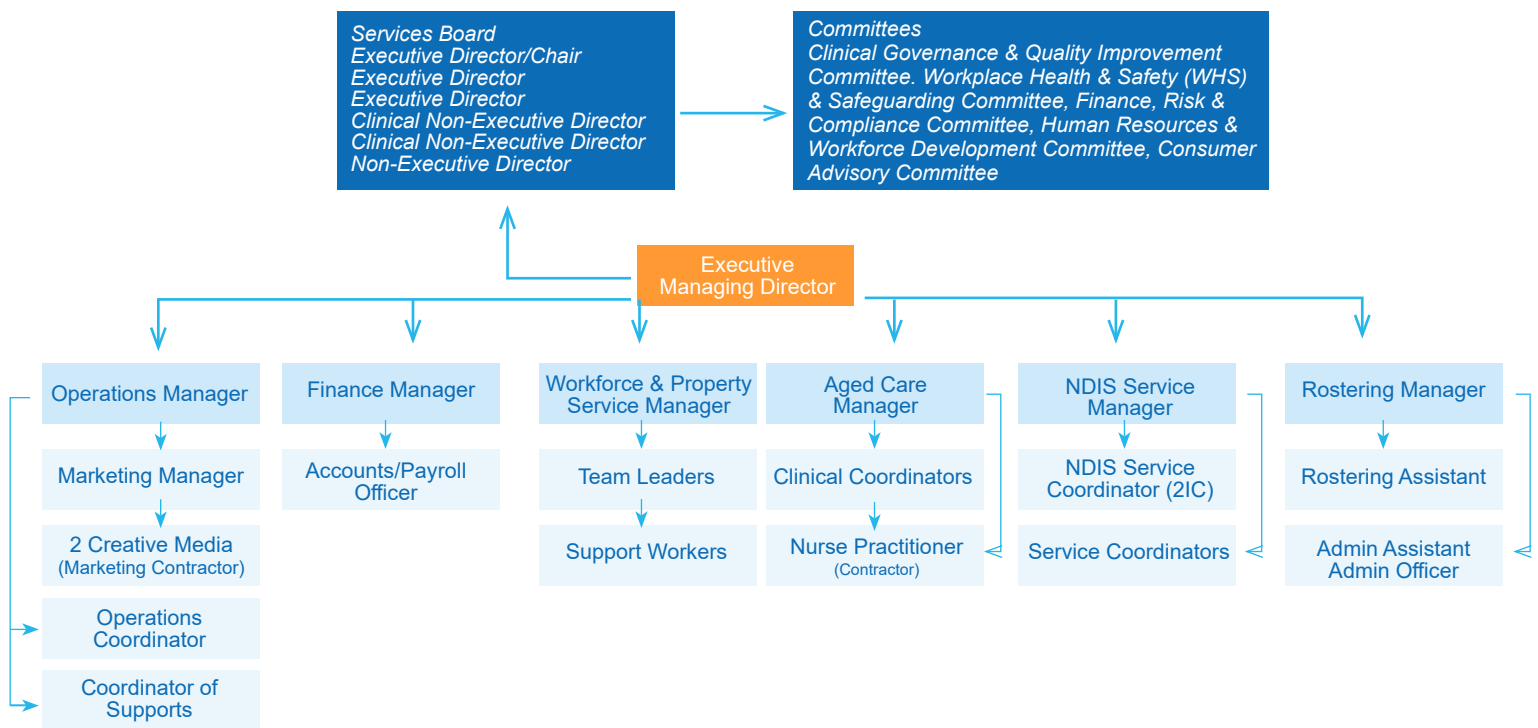 Services Board
Executive Director/Chair
Executive Director
Executive Director
Clinical Non-Executive Director
Clinical Non-Executive Director
Non-Executive Director
Committees
Clinical Governance & Quality Improvement
Committee. Workplace Health & Safety (WHS)
& Safeguarding Committee, Finance, Risk &
Compliance Committee, Human Resources &
Workforce Development Committee, Consumer
Advisory Committee
Executive
Managing Director
Operations Manager
Finance Manager
Workforce & Property
Service Manager
Aged Care
Manager
NDIS Service
Manager
Rostering Manager
Marketing Manager
Accounts/Payroll
Officer
Team Leaders
Clinical Coordinators
NDIS Service
Coordinator (2IC)
Rostering Assistant
2 Creative Media
(Marketing Contractor)
Support Workers
Nurse Practitioner
(Contractor)
Service Coordinators
Admin Assistant
Admin Officer
Operations
Coordinator
Coordinator of
Supports